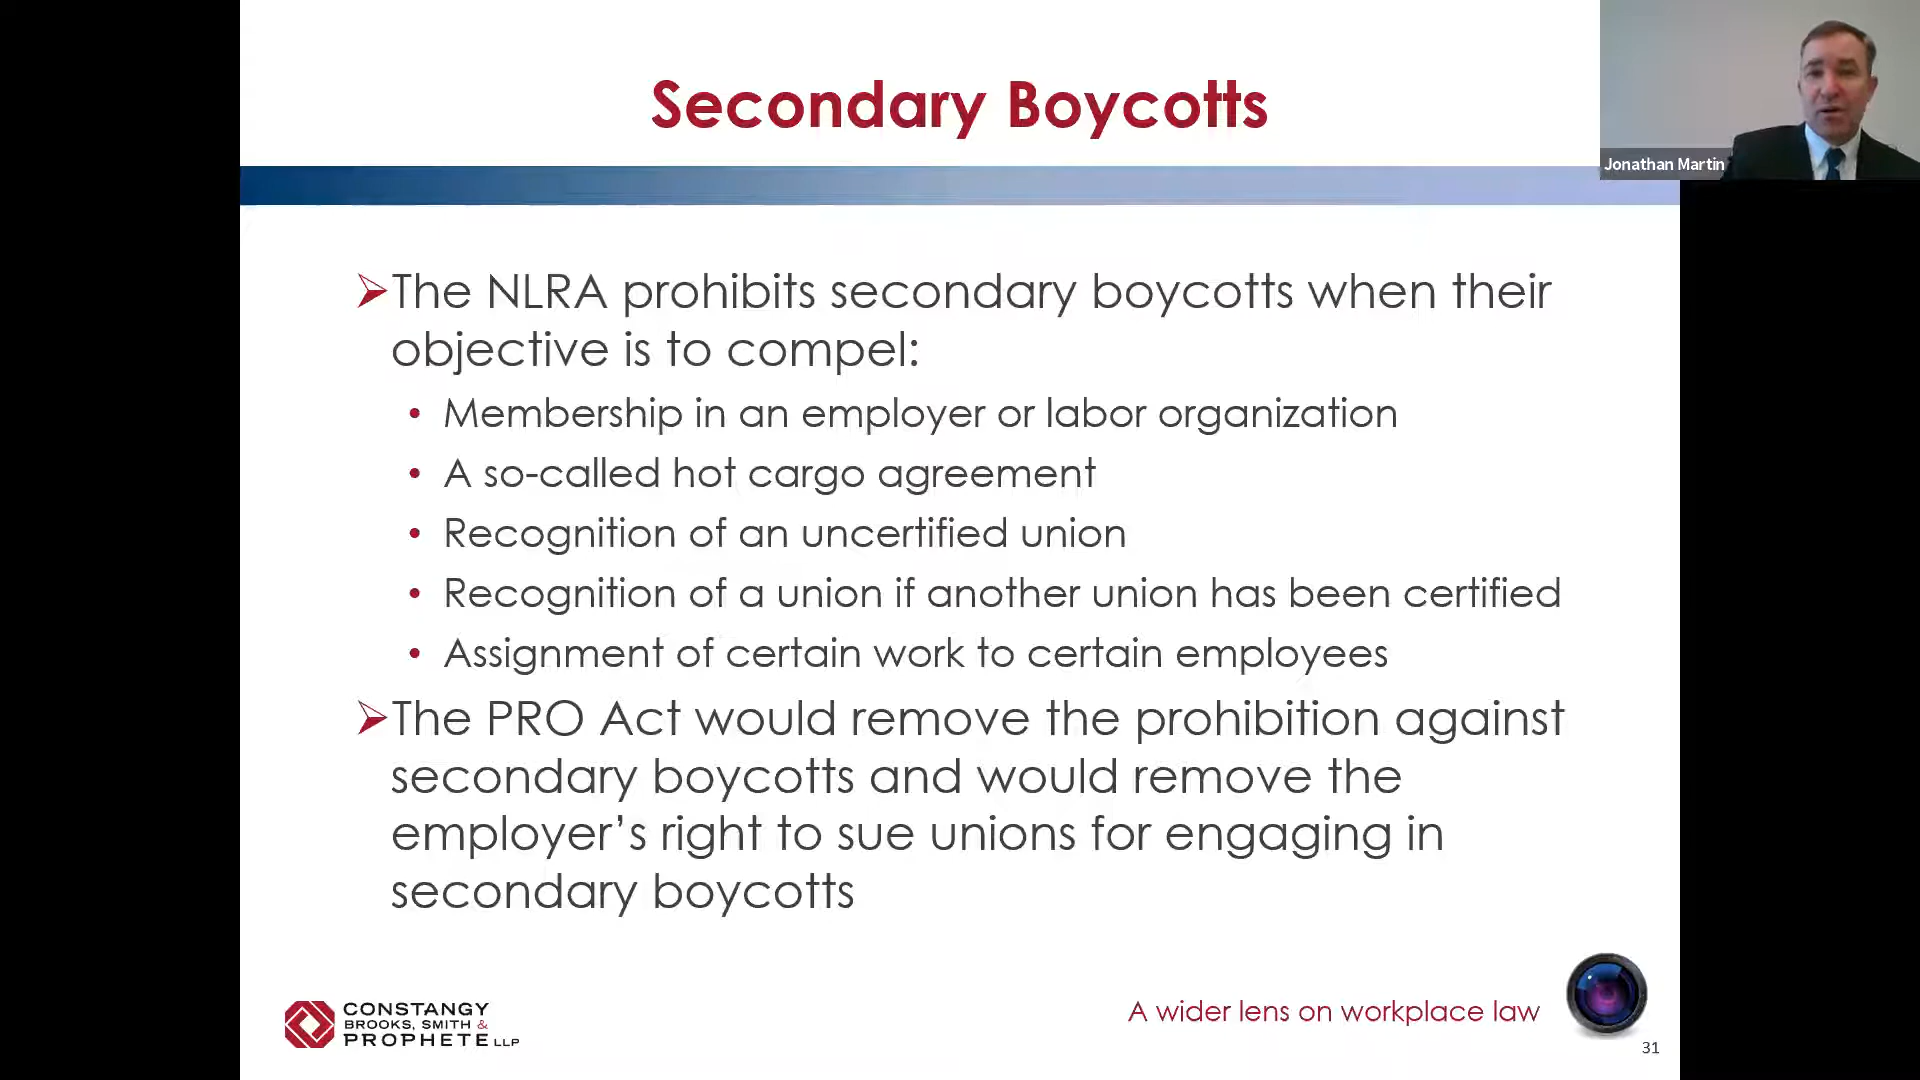 Secondary Boycotts
Jonathan Martin
The NLRA prohibits secondary boycotts when their
objective is to compel:
• Membership in an employer or labor organization
• A so-called hot cargo agreement
• Recognition of an uncertified union
• Recognition of a union if another union has been certified
• Assignment of certain work to certain employees
The PRO Act would remove the prohibition against
secondary boycotts and would remove the
employer’s right to sue unions for engaging in
secondary boycotts
CONSTANGY
BROOKS, SMITH &
PROPHETE LLP
A wider lens on workplace law
31